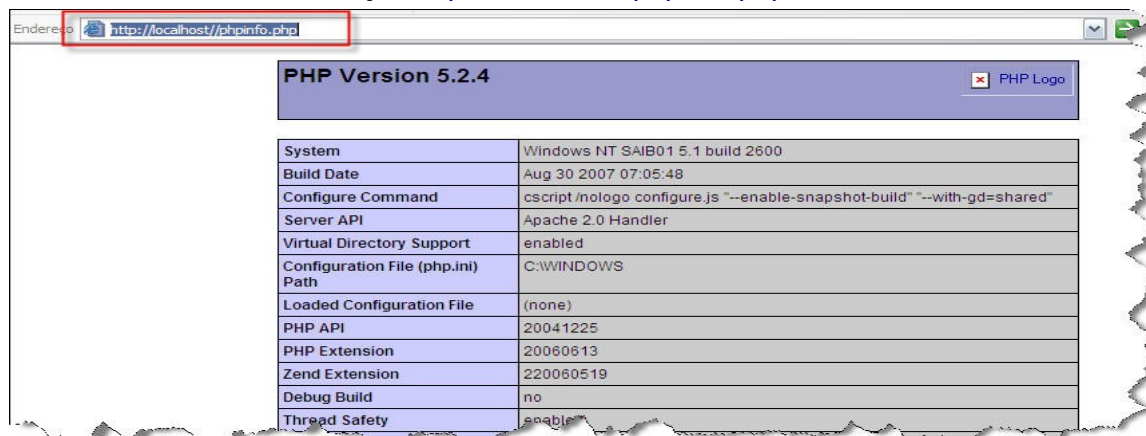 Endereço http://localhost//phpinfo.php
PHP Version 5.2.4
PHP Logo
System Windows NT SAIB01 5.1 build 2600
Build Date Aug 30 2007 07:05:48
Configure Command cscript /nologo configure.js "--enable-snapshot-build" "--with-gd=shared"
Server API Apache 2.0 Handler
Virtual Directory Support enabled
Configuration File (php.ini) Path C:\WINDOWS
Loaded Configuration File (none)
PHP API 20041225
PHP Extension 20060613
Zend Extension 220060519
Debug Build no
Thread Safety